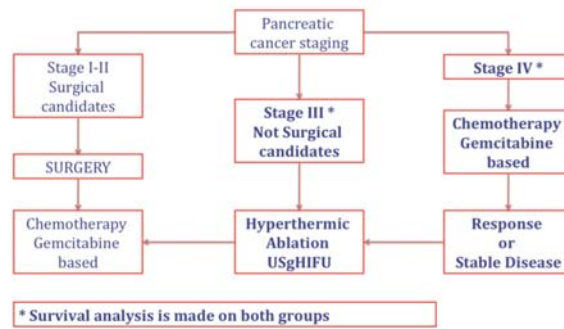 Pancreatic
cancer staging
Stage I-II
Surgical
candidates
Stage III *
Not Surgical
candidates
Stage IV *
Chemotherapy
Gemcitabine
based
SURGERY
Chemotherapy
Gemcitabine
based
Hyperthermic
Ablation
USgHIFU
Response
or
Stable Disease
* Survival analysis is made on both groups